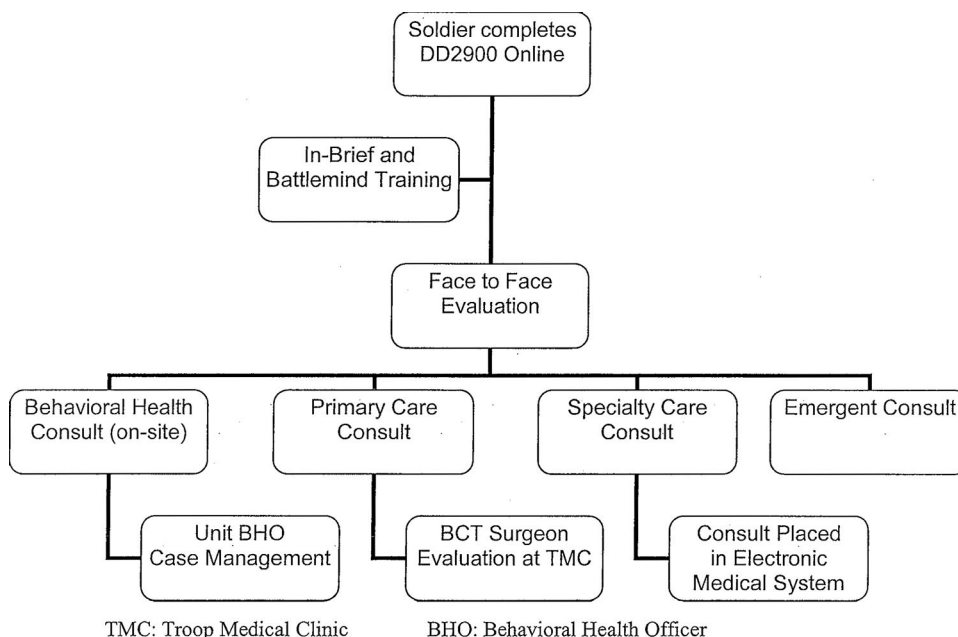 Soldier completes
DD2900 Online
In-Brief and
Battlemind Training
Face to Face
Evaluation
Behavioral Health
Consult (on-site)
Primary Care
Consult
Specialty Care
Consult
Emergent Consult
Unit BHO
Case Management
BCT Surgeon
Evaluation at TMC
Consult Placed
in Electronic
Medical System
TMC: Troop Medical Clinic
BHO: Behavioral Health Officer